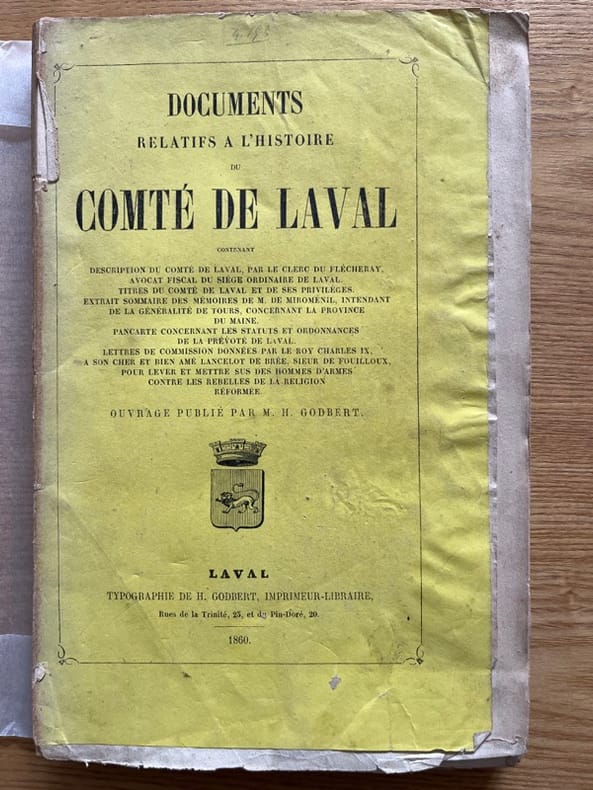 DOCUMENTS
RELATIFS A L'HISTOIRE
DU
COMTÉ DE LAVAL
CONTENANT
DESCRIPTION DU COMTÉ DE LAVAL, PAR LE CLERC DU FLÉCHERAY,
AVOCAT FISCAL DU SIÉGE ORDINAIRE DE LAVAL.
TITRES DU COMTÉ DE LAVAL ET DE SES PRIVILÉGES.
EXTRAIT SOMMAIRE DES MÉMOIRES DE M. DE MIROMÉNIL, INTENDANT
DE LA GÉNÉRALITÉ DE TOURS, CONCERNANT LA PROVINCE
DU MAINE.
PANCARTE CONCERNANT LES STATUTS ET ORDONNANCES
DE LA PRÉVOTÉ DE LAVAL.
LETTRES DE COMMISSION DONNÉES PAR LE ROY CHARLES IX,
A SON CHER ET BIEN AMÉ LANCELOT DE BRÉE, SIEUR DE FOUILLOUX,
POUR LEVER ET METTRE SUS DES HOMMES D'ARMES
CONTRE LES REBELLES DE LA RELIGION
RÉFORMÉE.
OUVRAGE PUBLIÉ PAR M. H. GODBERT.
LAVAL
TYPOGRAPHIE DE H. GODBERT, IMPRIMEUR-LIBRAIRE,
Rues de la Trinité, 25, et du Pin-Doré, 20.
1860.